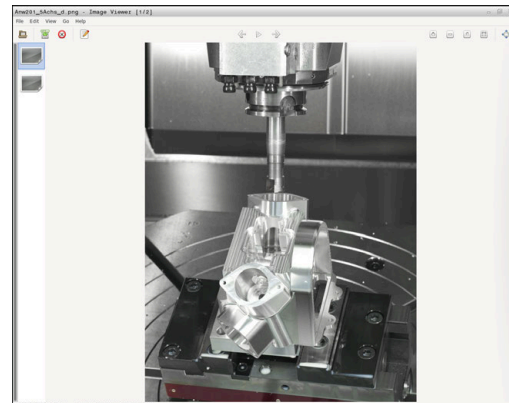 Anw201_5Achs_d.png - Image Viewer [1/2]
File Edit View Go Help